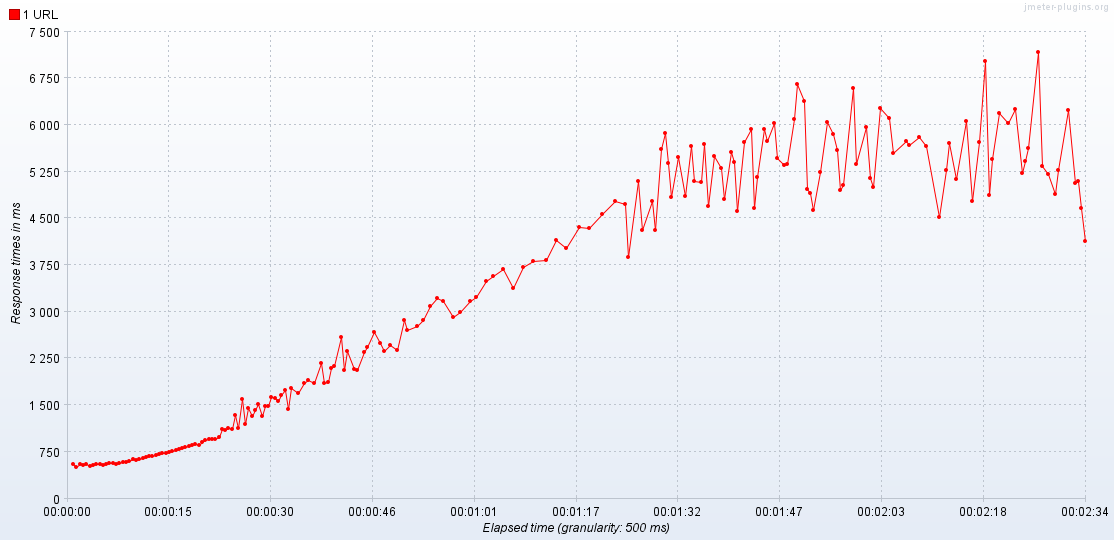 jmeter-plugins.org
1 URL
7 500
6 750
6 000
5 250
4 500
3 750
3 000
2 250
1 500
750
0
Response times in ms
00:00:00 00:00:15 00:00:30 00:00:46 00:01:01 00:01:17 00:01:32 00:01:47 00:02:03 00:02:18 00:02:34
Elapsed time (granularity: 500 ms)